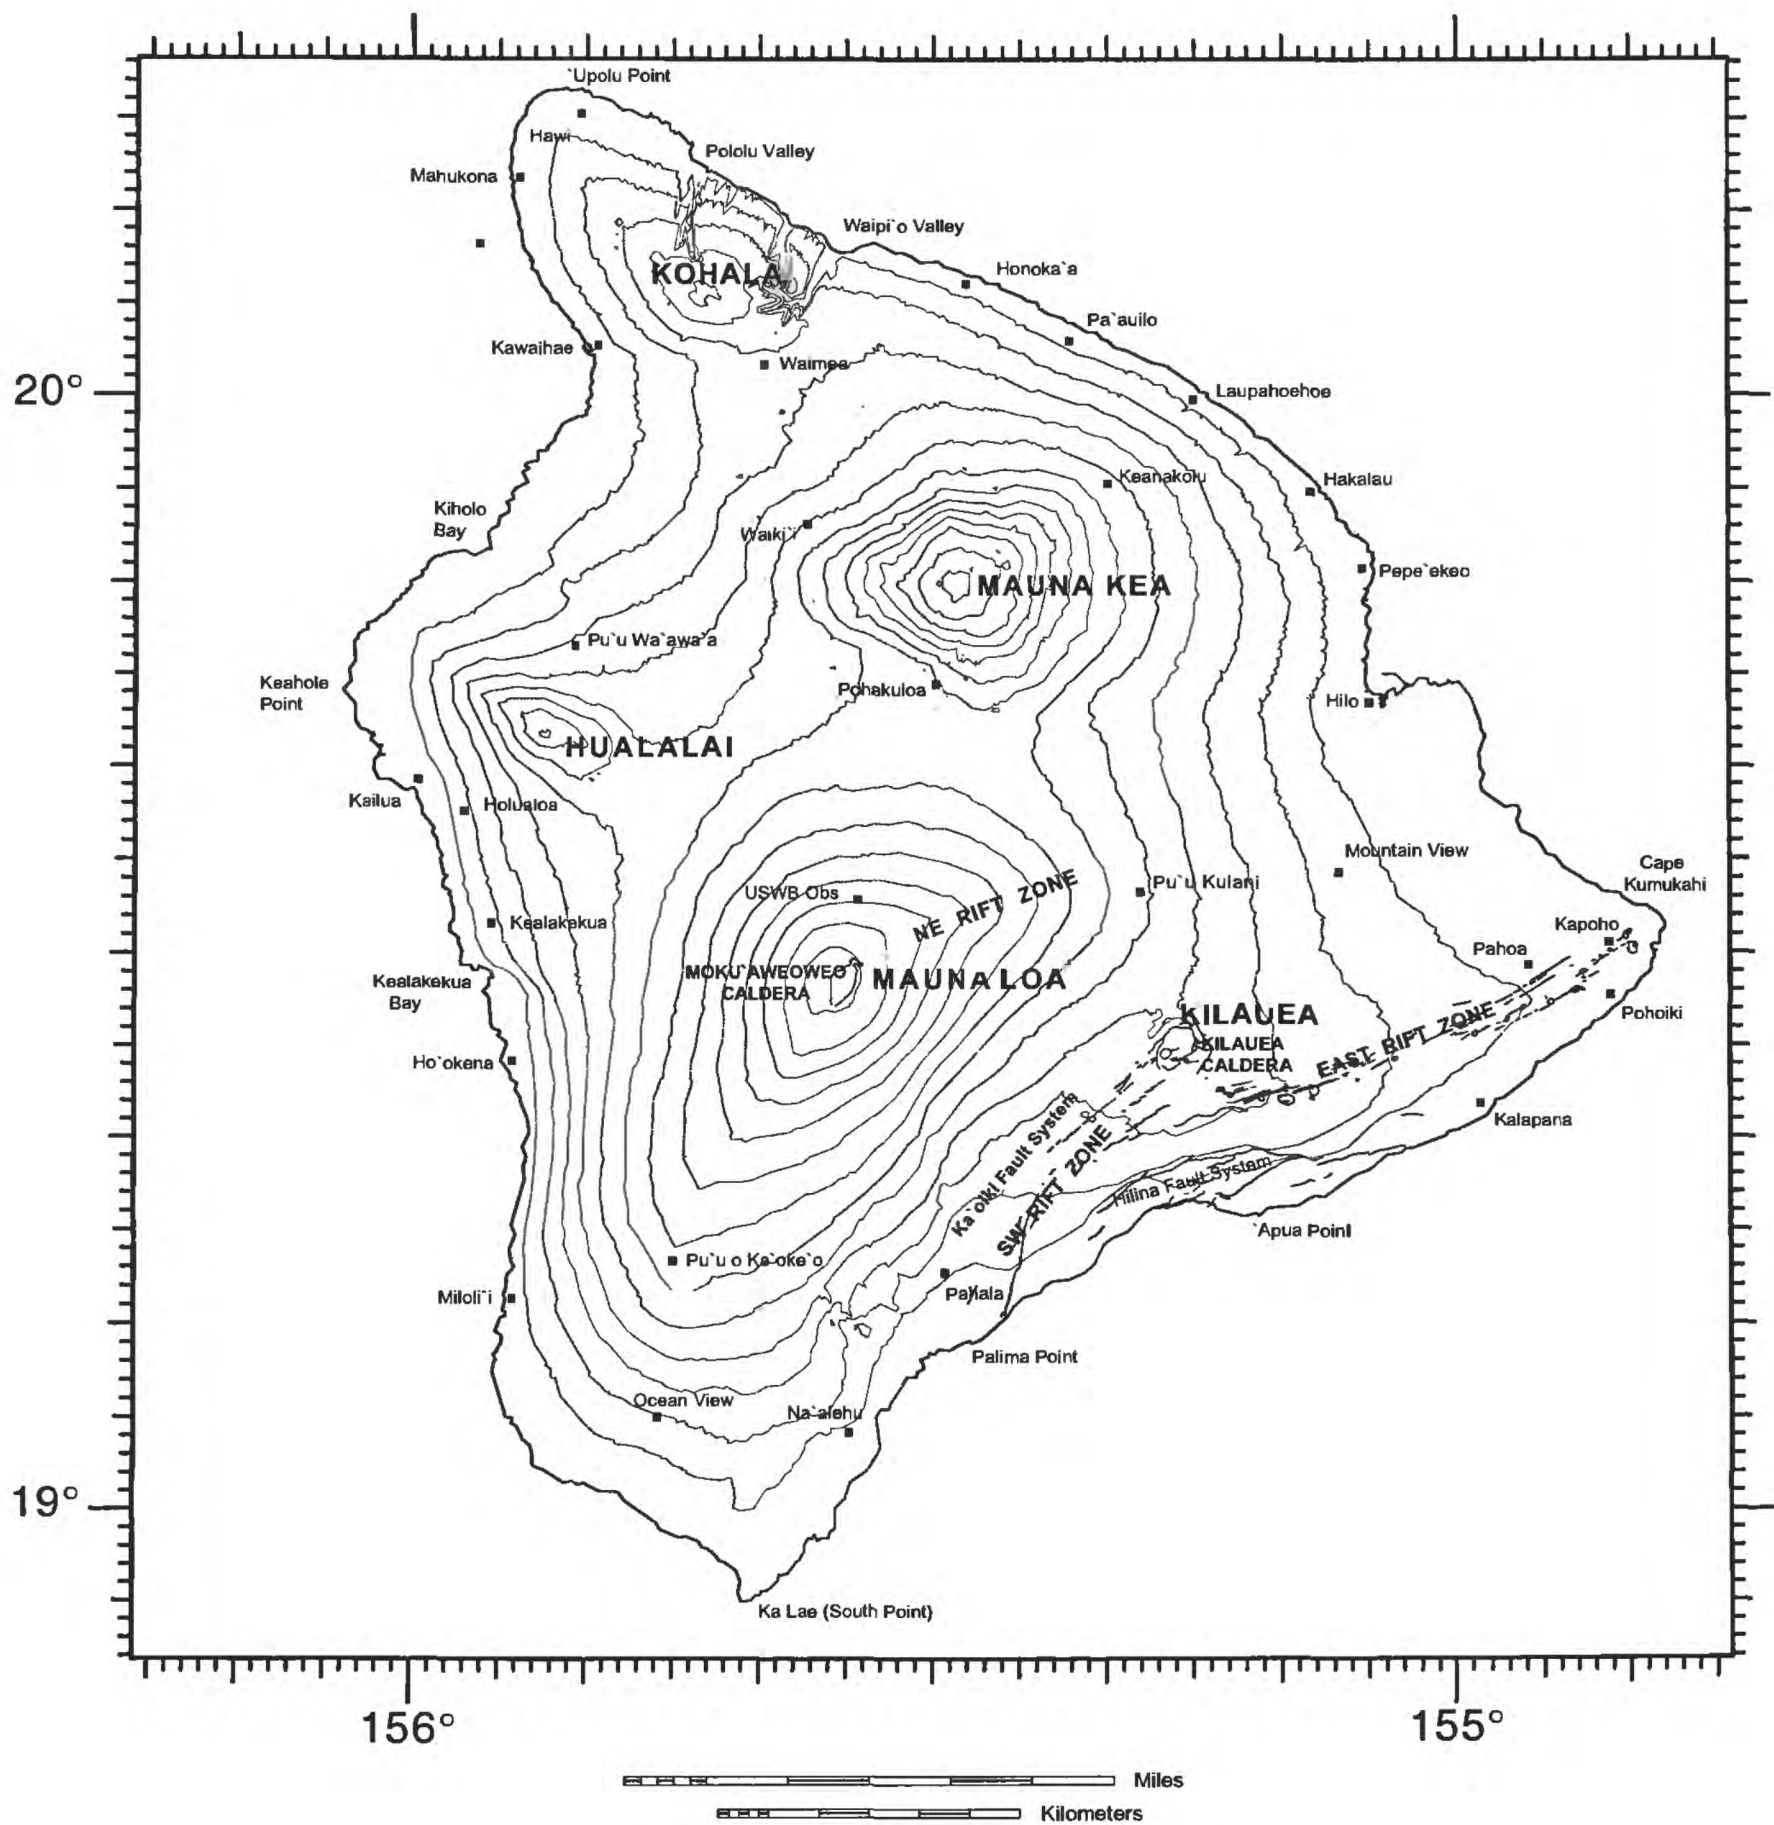 `Upolu Point
Hawi
Pololu Valley
Mahukona
Waipi`o Valley
Honoka`a
KOHALA
Pa`auilo
Kawaihae
Waimea
20°
Laupahoehoe
Keanakolu
Hakalau
Kiholo
Bay
Waiki`i
Pepe`ekeo
MAUNA KEA
Pu`u Wa`awa`a
Keahole
Point
Pohakuloa
Hilo
HUALALAI
Kailua
Holualoa
Mountain View
Cape
Kumukahi
USWB Obs
NE RIFT ZONE
Pu`u Kulani
Kealakekua
Kapoho
Pahoa
MOKU`AWEOWEO
CALDERA
MAUNA LOA
Kealakekua
Bay
KILAUEA
Pohoiki
KILAUEA
CALDERA
EAST RIFT ZONE
Ho`okena
Kalapana
Ka`oiki Fault System
SW RIFT ZONE
Hilina Fault System
`Apua Point
Pu`u o Ke`oke`o
Miloli`i
Pahala
Palima Point
Ocean View
Na`alehu
19°
Ka Lae (South Point)
156°
155°
Miles
Kilometers